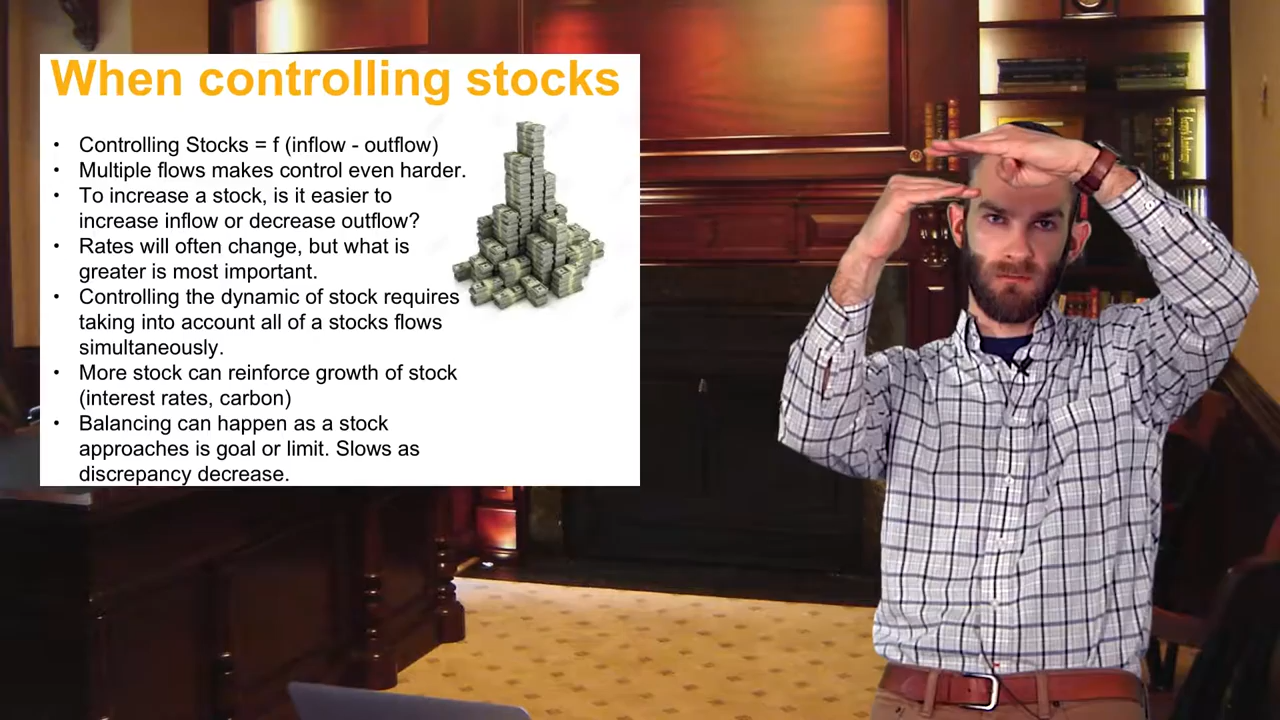 When controlling stocks
• Controlling Stocks = f (inflow - outflow)
• Multiple flows makes control even harder.
• To increase a stock, is it easier to
increase inflow or decrease outflow?
• Rates will often change, but what is
greater is most important.
• Controlling the dynamic of stock requires
taking into account all of a stocks flows
simultaneously.
• More stock can reinforce growth of stock
(interest rates, carbon)
• Balancing can happen as a stock
approaches is goal or limit. Slows as
discrepancy decrease.